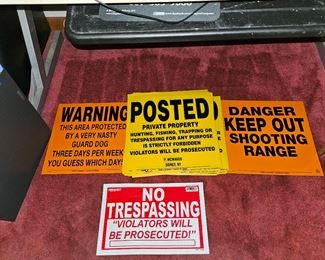 WARNING
THIS AREA PROTECTED
BY A VERY NASTY
GUARD DOG
THREE DAYS PER WEEK
YOU GUESS WHICH DAYS
POSTED
PRIVATE PROPERTY
HUNTING, FISHING, TRAPPING OR
TRESPASSING FOR ANY PURPOSE
IS STRICTLY FORBIDDEN
VIOLATORS WILL BE PROSECUTED
DANGER
KEEP OUT
SHOOTING
RANGE
NO
TRESPASSING
"VIOLATORS WILL
BE PROSECUTED!"